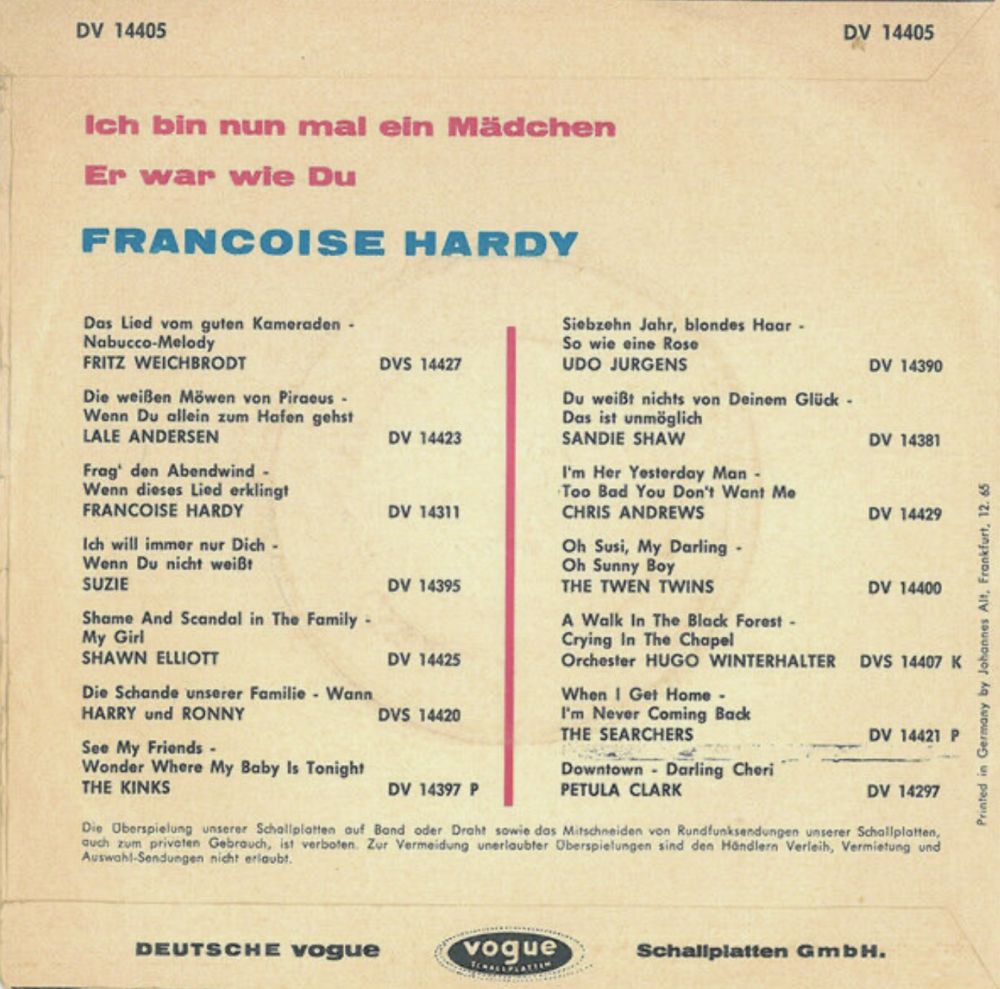 DV 14405
DV 14405
Ich bin nun mal ein Mädchen
Er war wie Du
FRANCOISE HARDY
Das Lied vom guten Kameraden -
Nabucco-Melody
FRITZ WEICHBRODT DVS 14427
Die weißen Möwen von Piraeus -
Wenn Du allein zum Hafen gehst
LALE ANDERSEN DV 14423
Frag' den Abendwind -
Wenn dieses Lied erklingt
FRANCOISE HARDY DV 14311
Ich will immer nur Dich -
Wenn Du nicht weißt
SUZIE DV 14395
Shame And Scandal in The Family -
My Girl
SHAWN ELLIOTT DV 14425
Die Schande unserer Familie - Wann
HARRY und RONNY DVS 14420
See My Friends -
Wonder Where My Baby Is Tonight
THE KINKS DV 14397 P
Siebzehn Jahr, blondes Haar -
So wie eine Rose
UDO JURGENS DV 14390
Du weißt nichts von Deinem Glück -
Das ist unmöglich
SANDIE SHAW DV 14381
I'm Her Yesterday Man -
Too Bad You Don't Want Me
CHRIS ANDREWS DV 14429
Oh Susi, My Darling -
Oh Sunny Boy
THE TWEN TWINS DV 14400
A Walk In The Black Forest -
Crying In The Chapel
Orchester HUGO WINTERHALTER DVS 14407 K
When I Get Home -
I'm Never Coming Back
THE SEARCHERS DV 14421 P
Downtown - Darling Cheri
PETULA CLARK DV 14297
Printed in Germany by Johannes Alt, Frankfurt, 12. 65
Die Überspielung unserer Schallplatten auf Band oder Draht sowie das Mitschneiden von Rundfunksendungen unserer Schallplatten,
auch zum privaten Gebrauch, ist verboten. Zur Vermeidung unerlaubter Überspielungen sind den Händlern Verleih, Vermietung und
Auswahl-Sendungen nicht erlaubt.
DEUTSCHE vogue
vogue
SCHALLPLATTEN
Schallplatten GmbH.